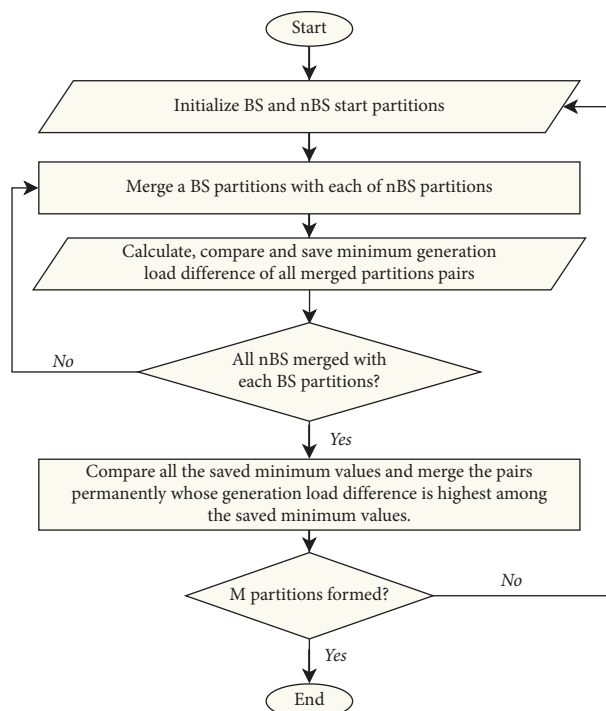 Start
Initialize BS and nBS start partitions
Merge a BS partitions with each of nBS partitions
Calculate, compare and save minimum generation
load difference of all merged partitions pairs
No
All nBS merged with
each BS partitions?
Yes
Compare all the saved minimum values and merge the pairs
permanently whose generation load difference is highest among
the saved minimum values.
No
M partitions formed?
Yes
End